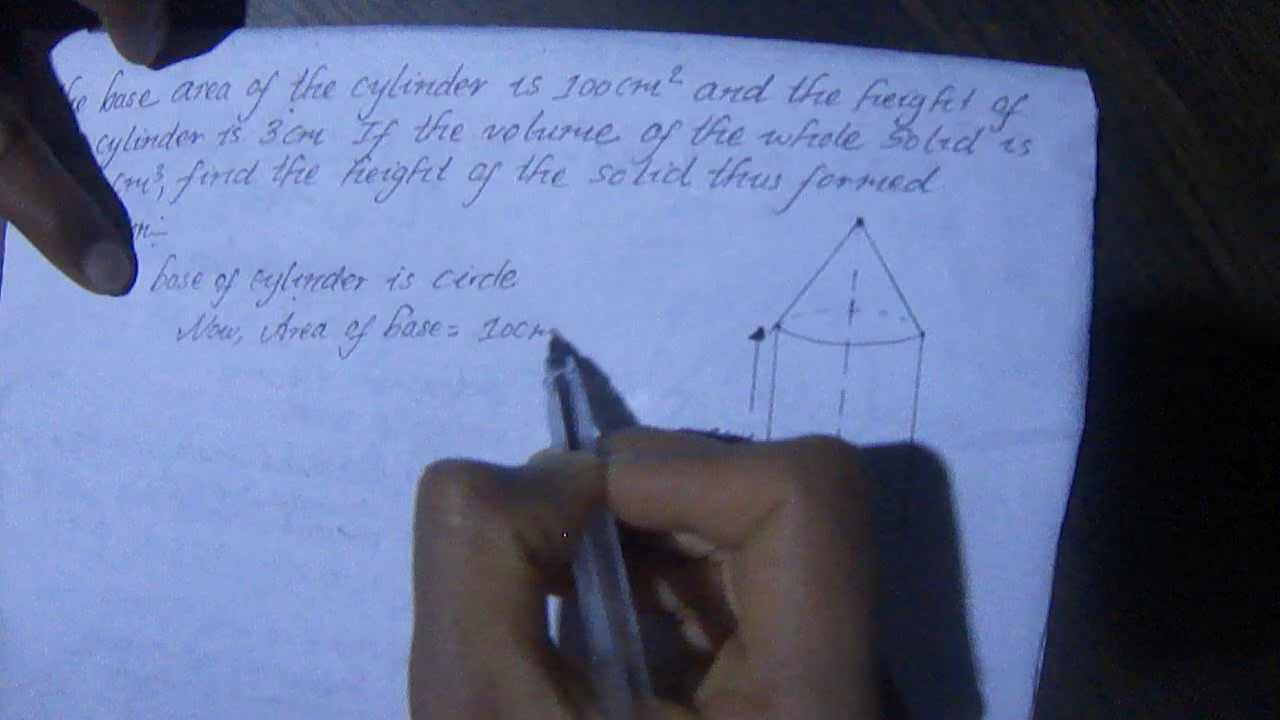 base area of the cylinder is 100cm² and the height of
cylinder is 3cm If the volume of the whole solid is
cm³, find the height of the solid thus formed
base of cylinder is circle
Now, Area of base = 10cm